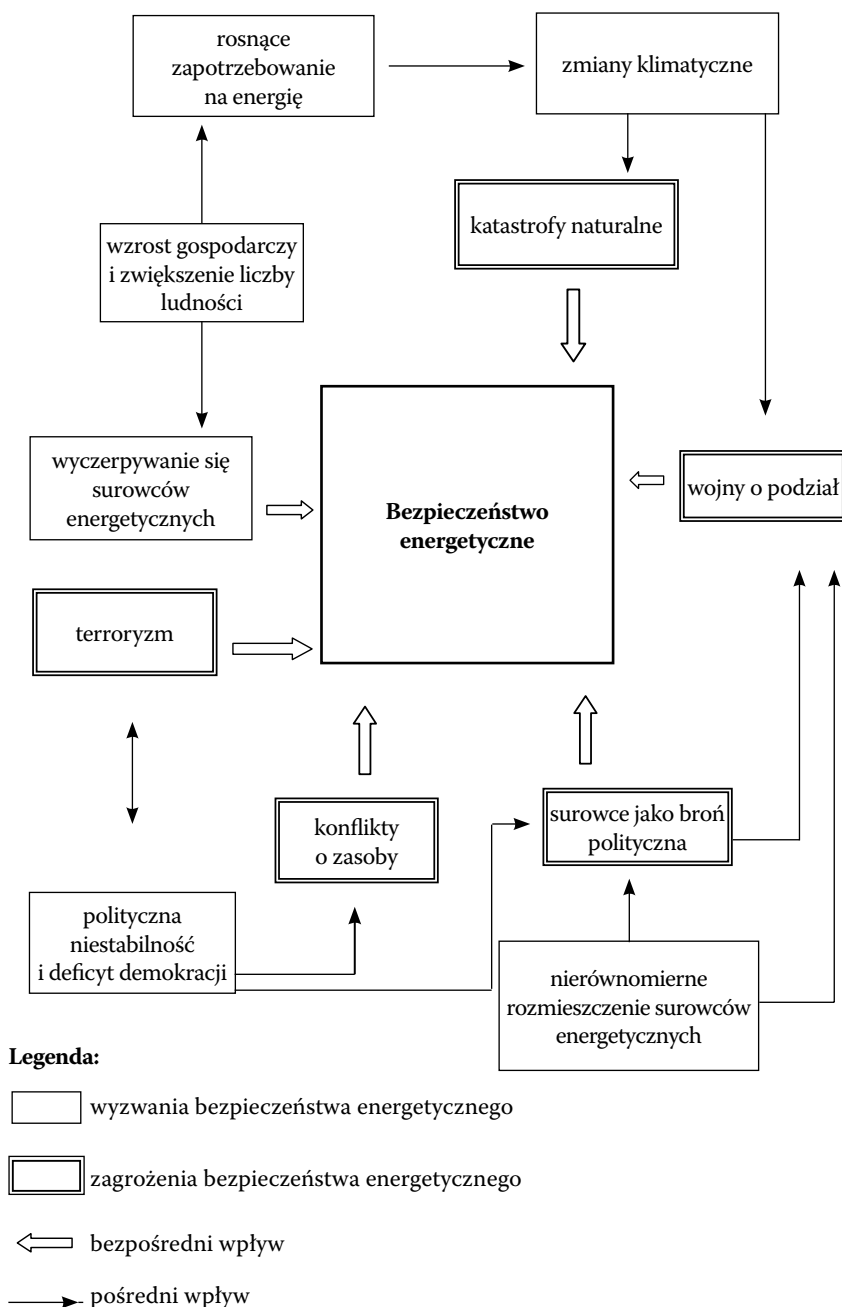 rosnące
zapotrzebowanie
na energię
zmiany klimatyczne
katastrofy naturalne
wzrost gospodarczy
i zwiększenie liczby
ludności
wyczerpywanie się
surowców
energetycznych
Bezpieczeństwo
energetyczne
wojny o podział
terroryzm
konflikty
o zasoby
surowce jako broń
polityczna
polityczna
niestabilność
i deficyt demokracji
nierównomierne
rozmieszczenie surowców
energetycznych
Legenda:
wyzwania bezpieczeństwa energetycznego
zagrożenia bezpieczeństwa energetycznego
bezpośredni wpływ
pośredni wpływ